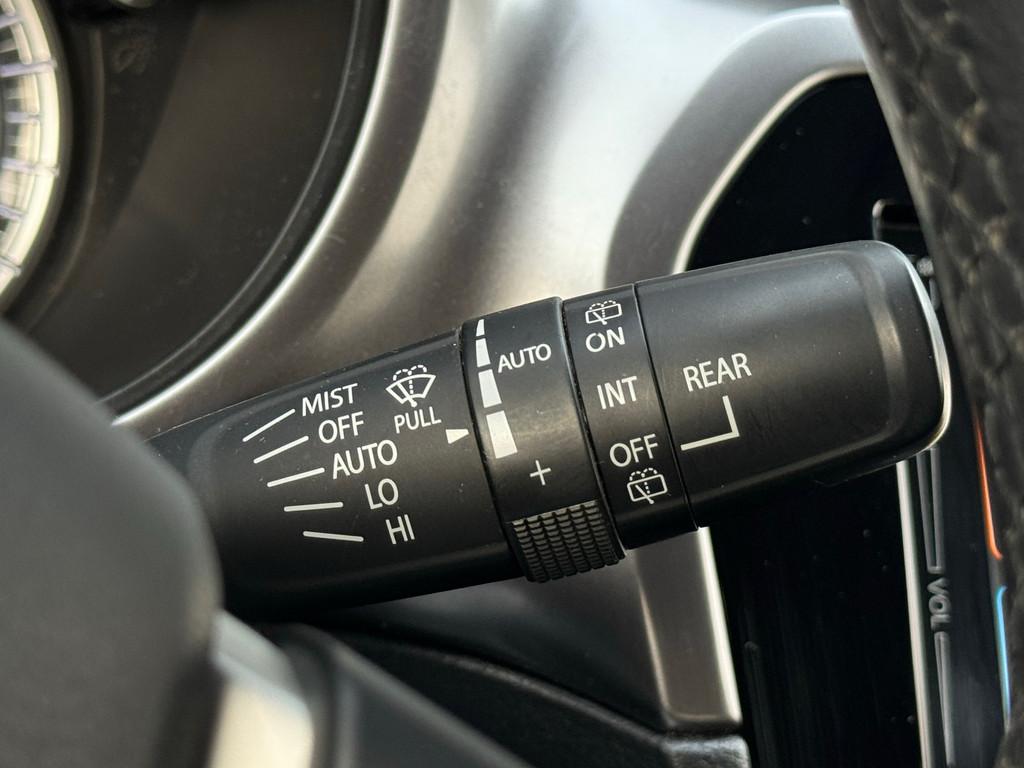 MIST
OFF
AUTO
LO
HI
PULL
AUTO
+
ON
INT
OFF
REAR
VOL